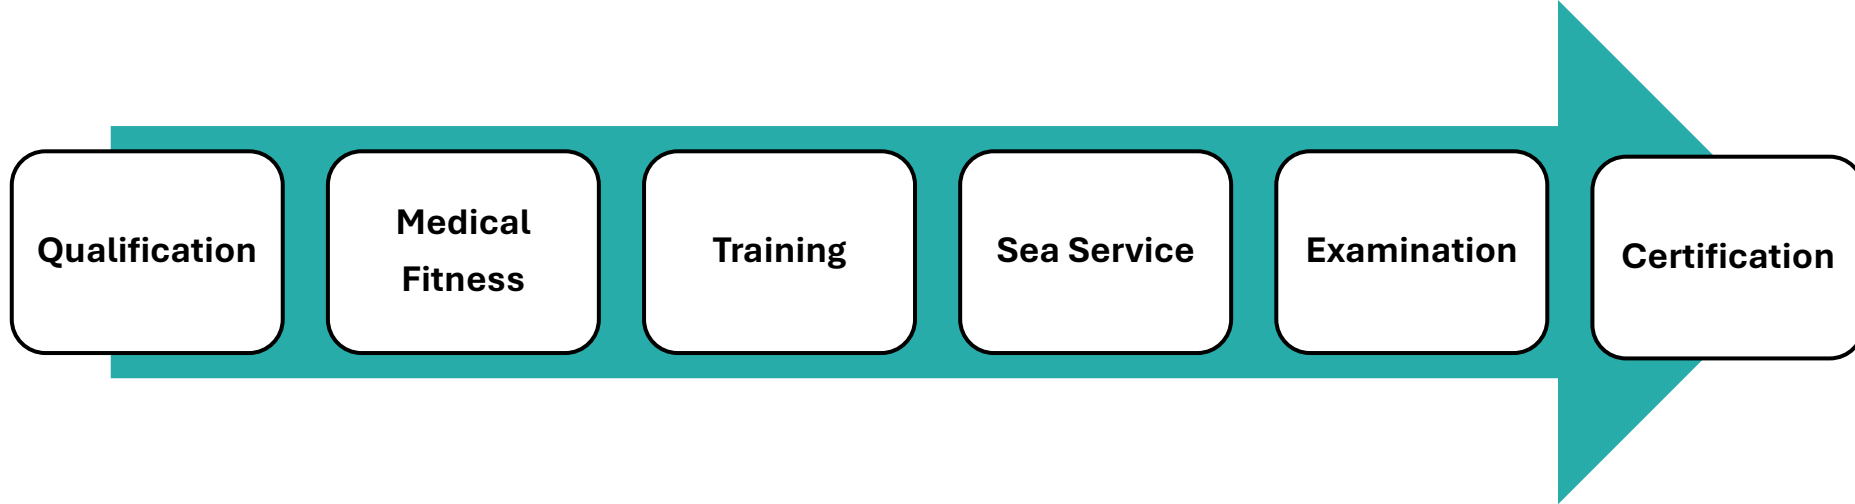 Qualification
Medical
Fitness
Training
Sea Service
Examination
Certification